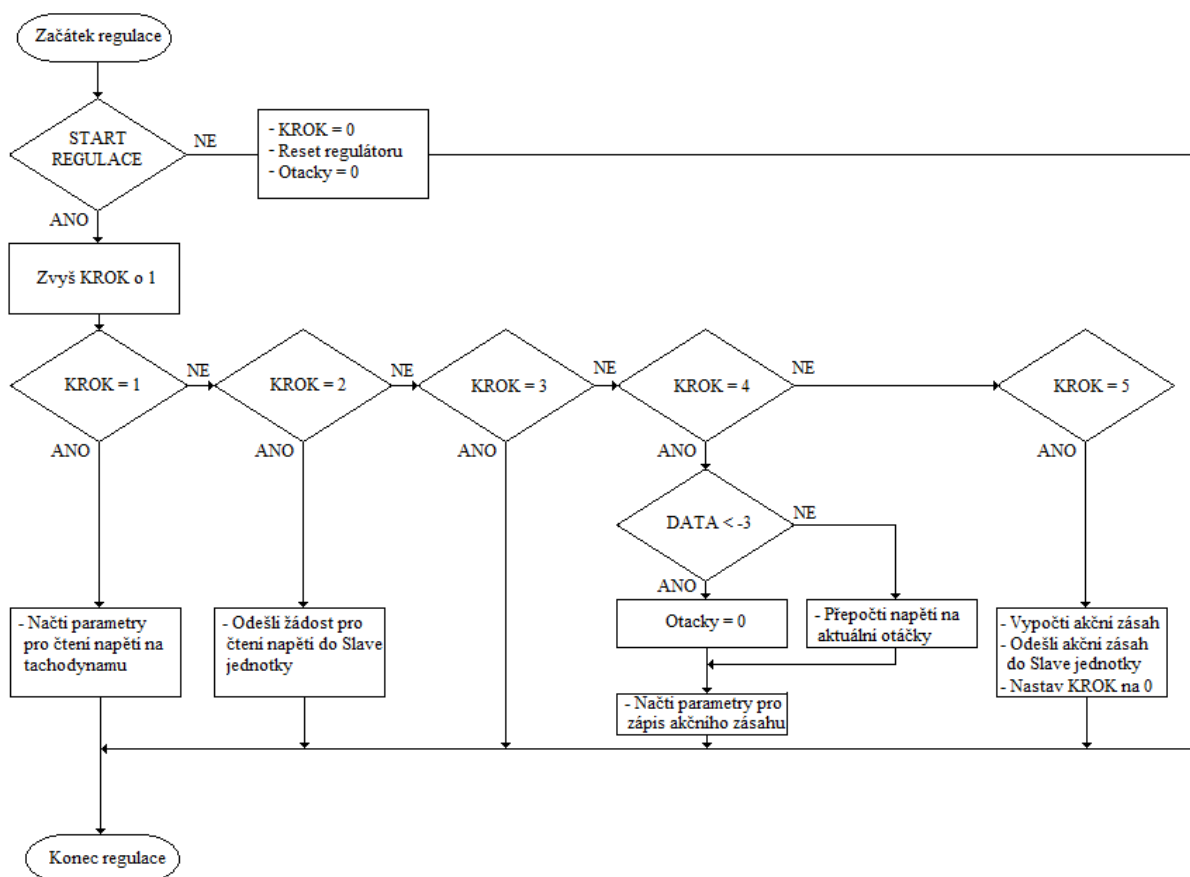 Začátek regulace
START
REGULACE
NE
- KROK = 0
- Reset regulátoru
- Otacky = 0
ANO
Zvyš KROK o 1
KROK = 1
NE
KROK = 2
NE
KROK = 3
NE
KROK = 4
NE
KROK = 5
ANO
ANO
ANO
ANO
ANO
DATA < -3
NE
ANO
- Načti parametry
pro čtení napětí na
tachodynamu
- Odešli žádost pro
čtení napětí do Slave
jednotky
Otacky = 0
- Přepočti napětí na
aktuální otáčky
- Vypočti akční zásah
- Odešli akční zásah
do Slave jednotky
- Nastav KROK na 0
- Načti parametry pro
zápis akčního zásahu
Konec regulace